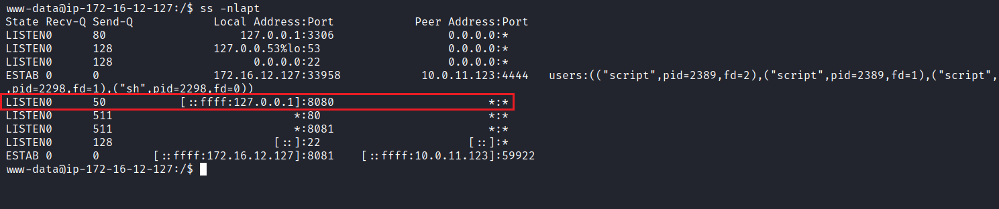 www-data@ip-172-16-12-127:/$ ss -nlapt
State Recv-Q Send-Q Local Address:Port Peer Address:Port
LISTEN0 80 127.0.0.1:3306 0.0.0.0:*
LISTEN0 128 127.0.0.53%lo:53 0.0.0.0:*
LISTEN0 128 0.0.0.0:22 0.0.0.0:*
ESTAB 0 0 172.16.12.127:33958 10.0.11.123:4444 users:(("script",pid=2389,fd=2),("script",pid=2389,fd=1),("script",
,pid=2298,fd=1),("sh",pid=2298,fd=0))
LISTEN0 50 [::ffff:127.0.0.1]:8080 *:*
LISTEN0 511 *:80 *:*
LISTEN0 511 *:8081 *:*
LISTEN0 128 [::]:22 [::]:*
ESTAB 0 0 [::ffff:172.16.12.127]:8081 [::ffff:10.0.11.123]:59922
www-data@ip-172-16-12-127:/$